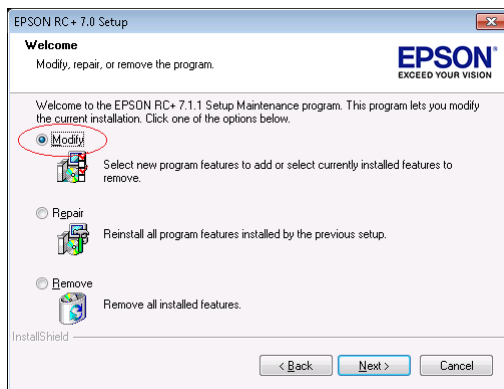 EPSON RC+ 7.0 Setup
Welcome
Modify, repair, or remove the program.
EPSON®
EXCEED YOUR VISION
Welcome to the EPSON RC+ 7.1.1 Setup Maintenance program. This program lets you modify
the current installation. Click one of the options below.
Modify
Select new program features to add or select currently installed features to
remove.
Repair
Reinstall all program features installed by the previous setup.
Remove
Remove all installed features.
InstallShield
< Back
Next >
Cancel